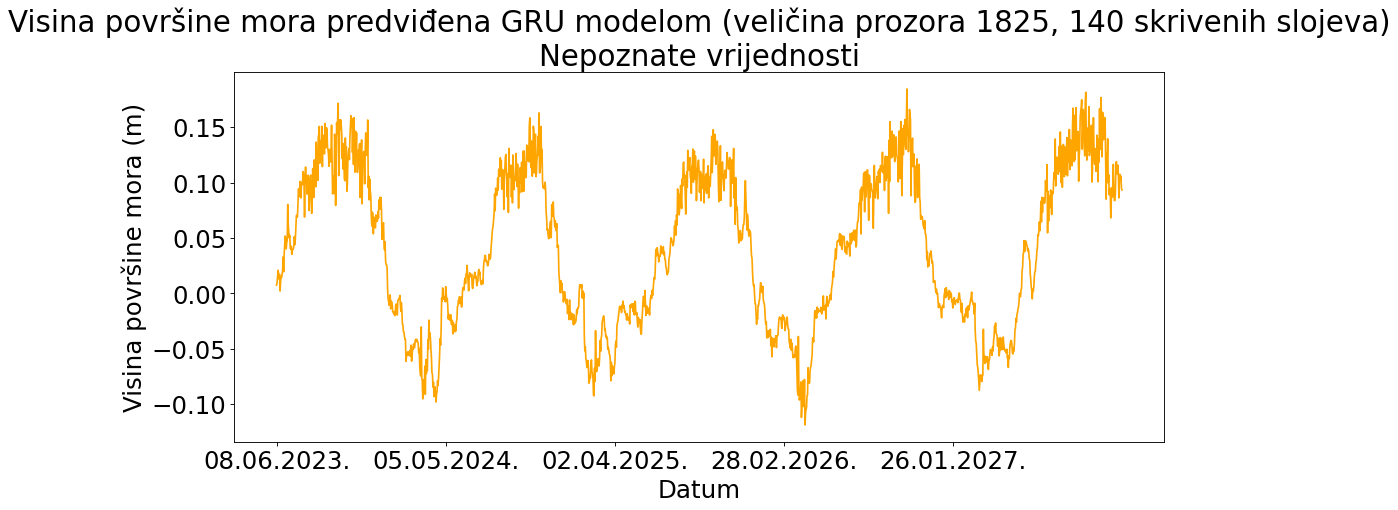 Visina površine mora predviđena GRU modelom (veličina prozora 1825, 140 skrivenih slojeva)
Nepoznate vrijednosti
Visina površine mora (m)
0.15
0.10
0.05
0.00
−0.05
−0.10
08.06.2023. 05.05.2024. 02.04.2025. 28.02.2026. 26.01.2027.
Datum